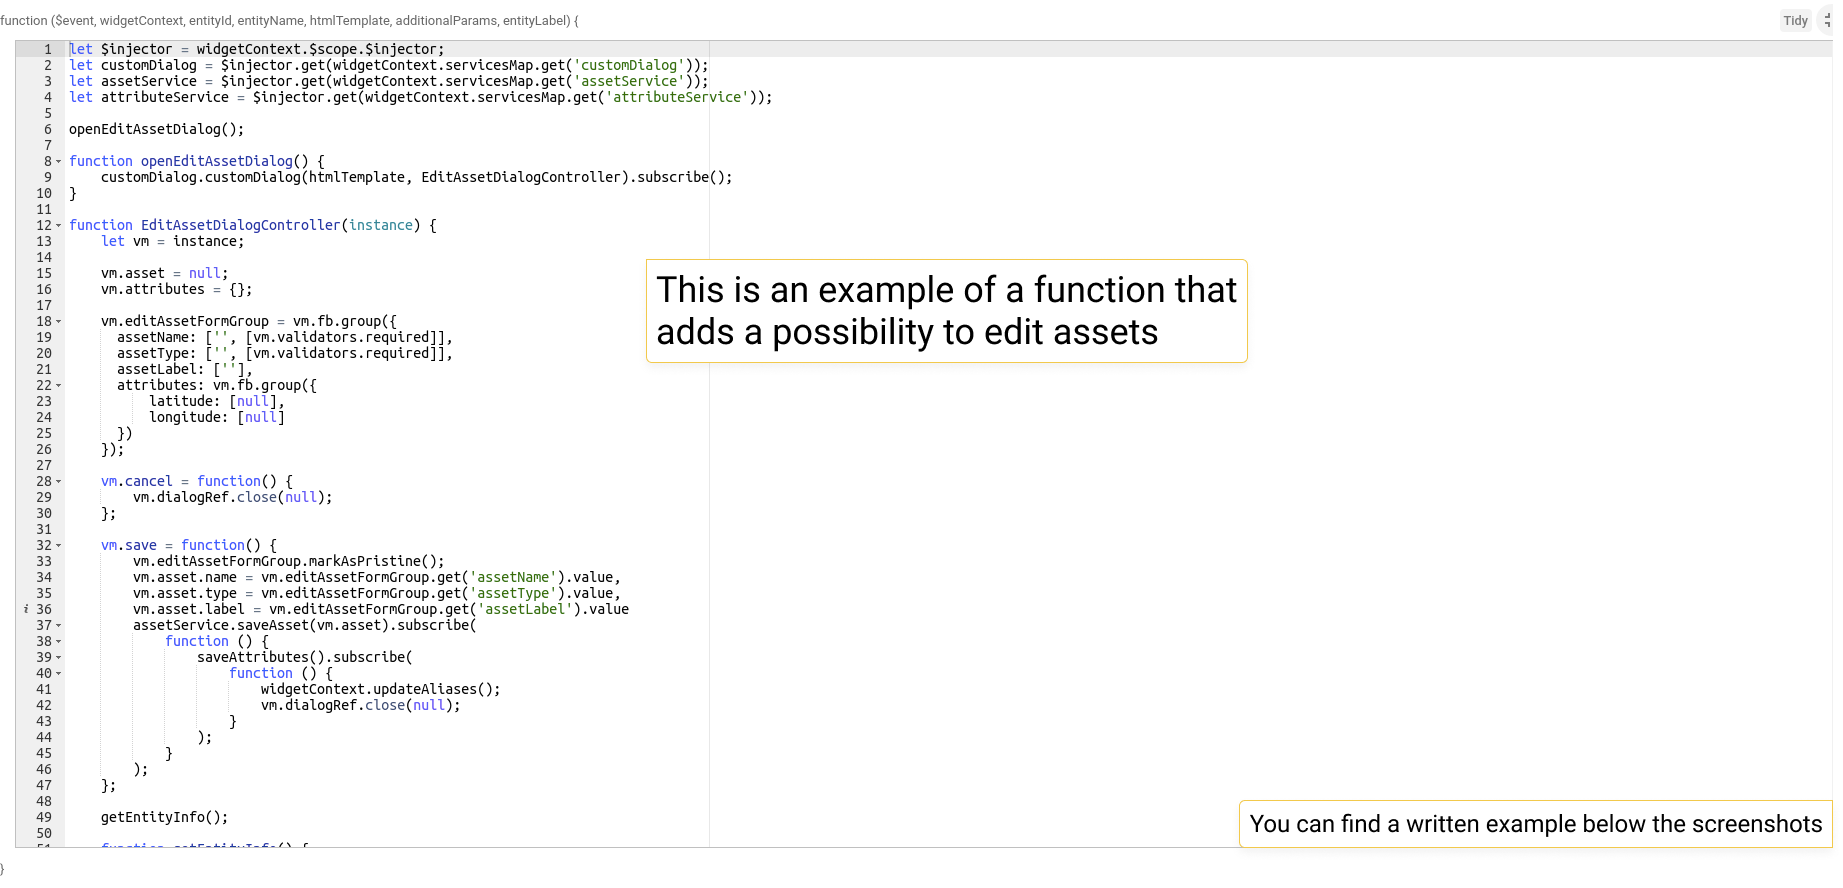 function ($event, widgetContext, entityId, entityName, htmlTemplate, additionalParams, entityLabel) {
Tidy
1 let $injector = widgetContext.$scope.$injector;
2 let customDialog = $injector.get(widgetContext.servicesMap.get('customDialog'));
3 let assetService = $injector.get(widgetContext.servicesMap.get('assetService'));
4 let attributeService = $injector.get(widgetContext.servicesMap.get('attributeService'));
5
6 openEditAssetDialog();
7
8 function openEditAssetDialog() {
9     customDialog.customDialog(htmlTemplate, EditAssetDialogController).subscribe();
10 }
11
12 function EditAssetDialogController(instance) {
13     let vm = instance;
14
15     vm.asset = null;
16     vm.attributes = {};
17
18     vm.editAssetFormGroup = vm.fb.group({
19       assetName: ['', [vm.validators.required]],
20       assetType: ['', [vm.validators.required]],
21       assetLabel: [''],
22       attributes: vm.fb.group({
23           latitude: [null],
24           longitude: [null]
25       })
26     });
27
28     vm.cancel = function() {
29         vm.dialogRef.close(null);
30     };
31
32     vm.save = function() {
33         vm.editAssetFormGroup.markAsPristine();
34         vm.asset.name = vm.editAssetFormGroup.get('assetName').value,
35         vm.asset.type = vm.editAssetFormGroup.get('assetType').value,
i 36         vm.asset.label = vm.editAssetFormGroup.get('assetLabel').value
37         assetService.saveAsset(vm.asset).subscribe(
38             function () {
39                 saveAttributes().subscribe(
40                     function () {
41                         widgetContext.updateAliases();
42                         vm.dialogRef.close(null);
43                     }
44                 );
45             }
46         );
47     };
48
49     getEntityInfo();
50
51     function getEntityInfo() {
}
This is an example of a function that
adds a possibility to edit assets
You can find a written example below the screenshots